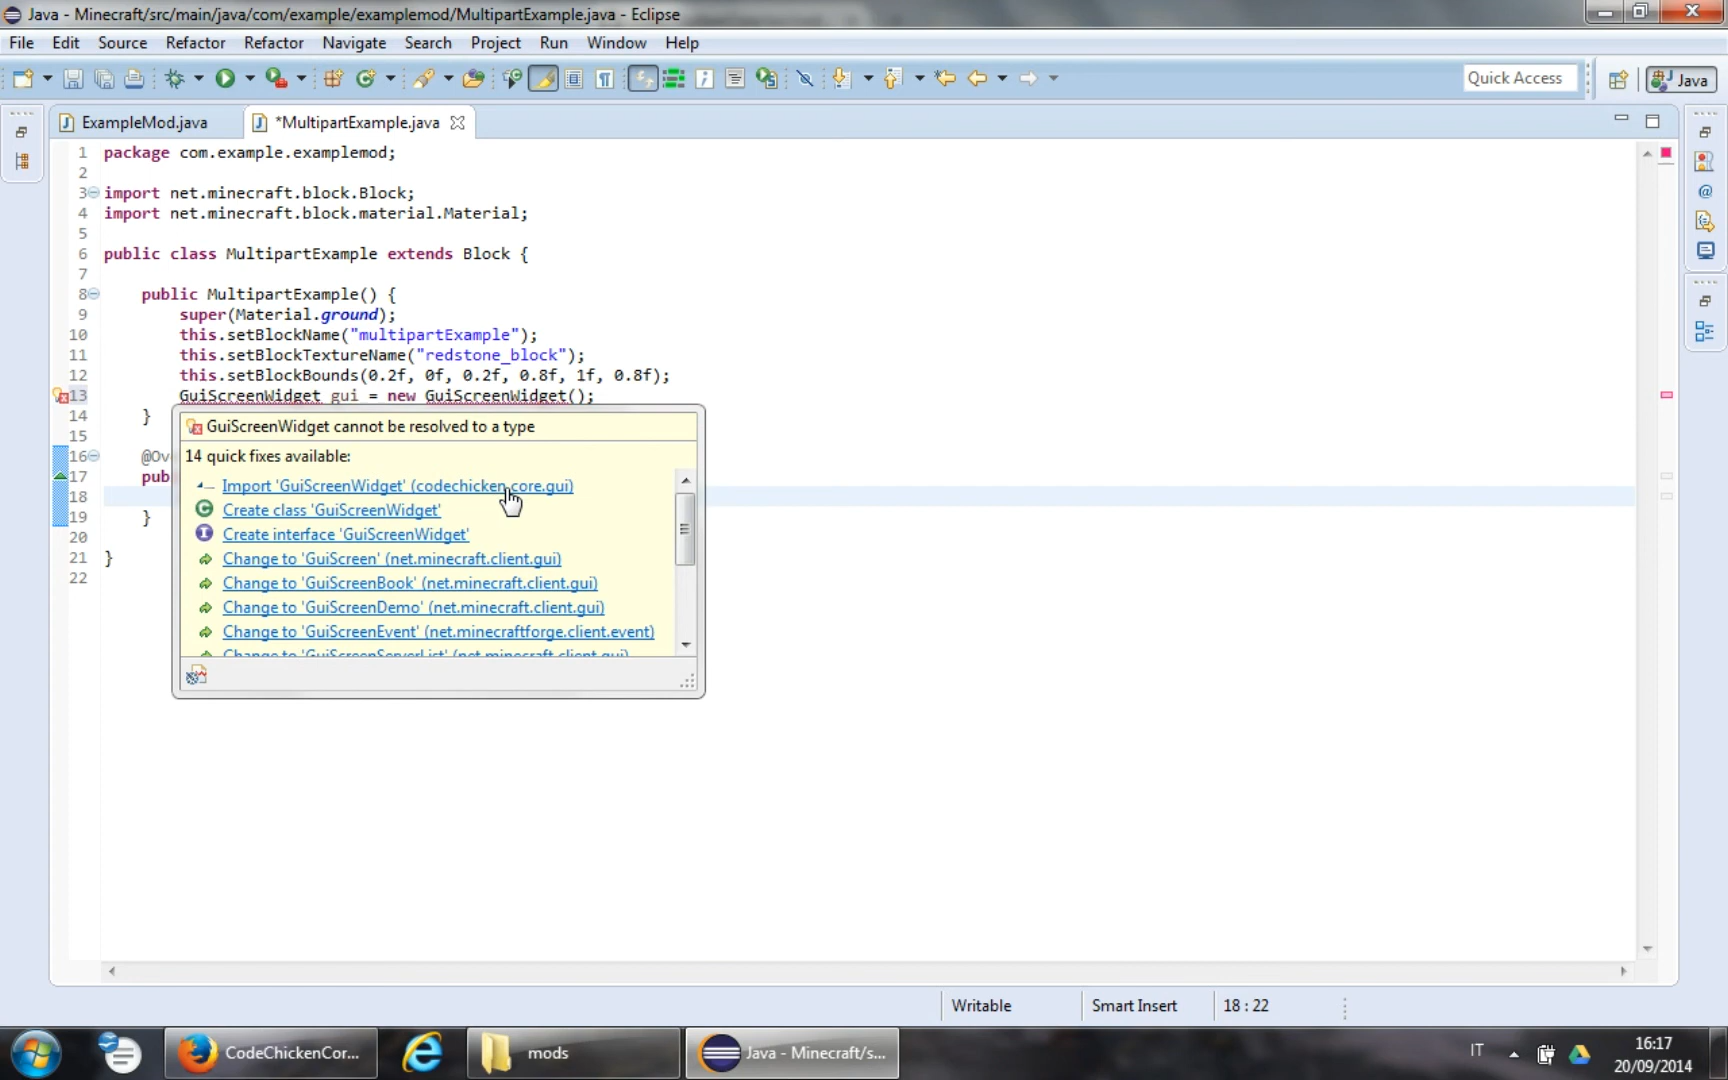 Java - Minecraft/src/main/java/com/example/examplemod/MultipartExample.java - Eclipse
File Edit Source Refactor Refactor Navigate Search Project Run Window Help
Quick Access Java
ExampleMod.java *MultipartExample.java
1 package com.example.examplemod;
2
3 import net.minecraft.block.Block;
4 import net.minecraft.block.material.Material;
5
6 public class MultipartExample extends Block {
7
8 public MultipartExample() {
9 super(Material.ground);
10 this.setBlockName("multipartExample");
11 this.setBlockTextureName("redstone_block");
12 this.setBlockBounds(0.2f, 0f, 0.2f, 0.8f, 1f, 0.8f);
13 GuiScreenWidget gui = new GuiScreenWidget();
14 }
15
16 @Ov
17 pub
18
19 }
20
21 }
22
GuiScreenWidget cannot be resolved to a type
14 quick fixes available:
Import 'GuiScreenWidget' (codechicken.core.gui)
Create class 'GuiScreenWidget'
Create interface 'GuiScreenWidget'
Change to 'GuiScreen' (net.minecraft.client.gui)
Change to 'GuiScreenBook' (net.minecraft.client.gui)
Change to 'GuiScreenDemo' (net.minecraft.client.gui)
Change to 'GuiScreenEvent' (net.minecraftforge.client.event)
Change to 'GuiScreenServerList' (net.minecraft.client.gui)
Writable Smart Insert 18 : 22
CodeChickenCor... mods Java - Minecraft/s... IT 16:17
20/09/2014